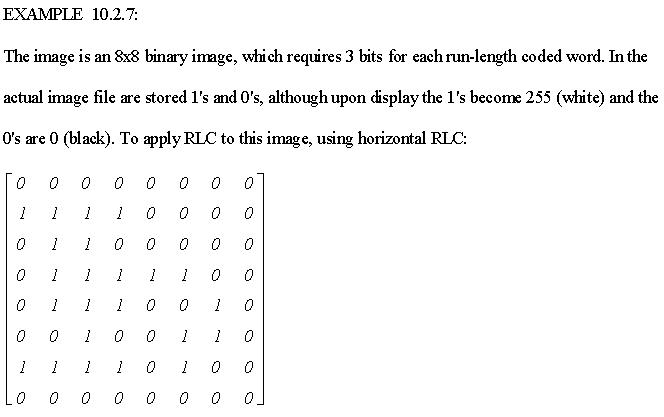 EXAMPLE 10.2.7:
The image is an 8x8 binary image, which requires 3 bits for each run-length coded word. In the
actual image file are stored 1's and 0's, although upon display the 1's become 255 (white) and the
0's are 0 (black). To apply RLC to this image, using horizontal RLC:
0 0 0 0 0 0 0 0
1 1 1 1 0 0 0 0
0 1 1 0 0 0 0 0
0 1 1 1 1 1 0 0
0 1 1 1 0 0 1 0
0 0 1 0 0 1 1 0
1 1 1 1 0 1 0 0
0 0 0 0 0 0 0 0